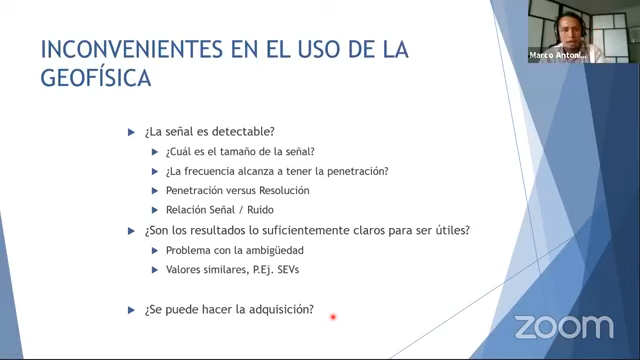 INCONVENIENTES EN EL USO DE LA
GEOFÍSICA
¿La señal es detectable?
¿Cuál es el tamaño de la señal?
¿La frecuencia alcanza a tener la penetración?
Penetración versus Resolución
Relación Señal / Ruido
¿Son los resultados lo suficientemente claros para ser útiles?
Problema con la ambigüedad
Valores similares, P.Ej. SEVs
¿Se puede hacer la adquisición?
Marco Antoni...
zoom